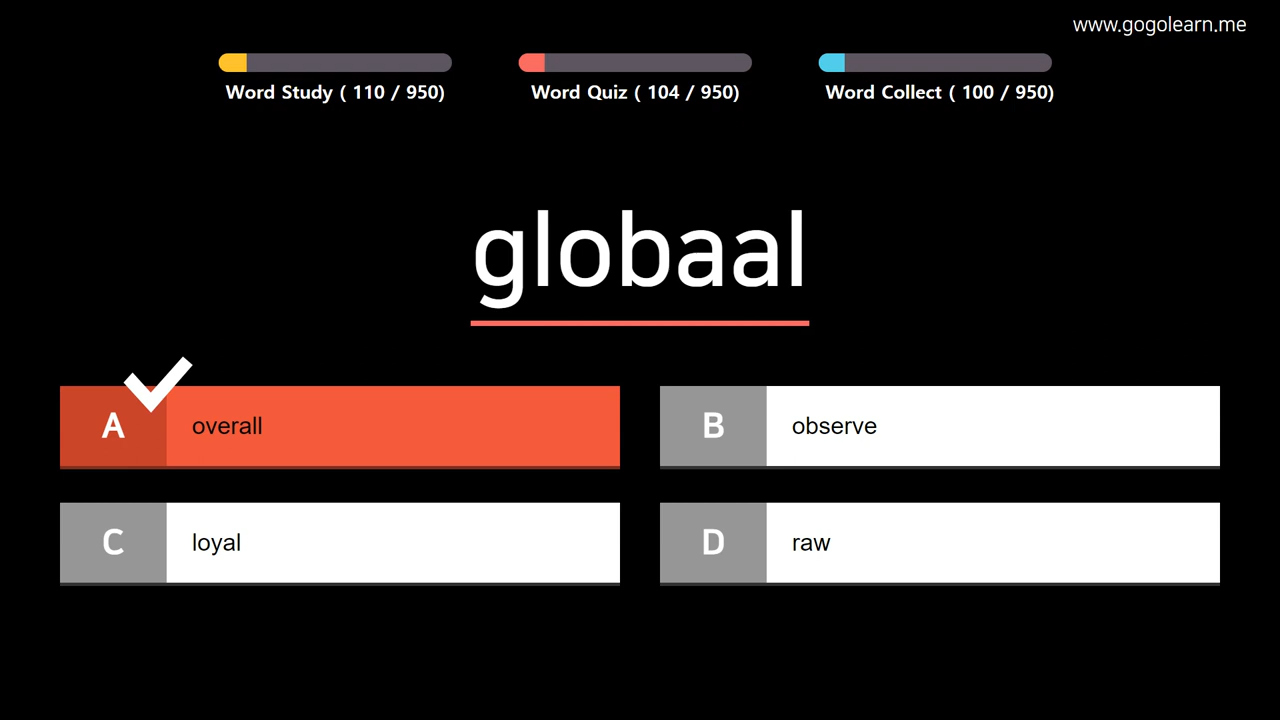 www.gogolearn.me
Word Study ( 110 / 950)
Word Quiz ( 104 / 950)
Word Collect ( 100 / 950)
globaal
A overall
B observe
C loyal
D raw